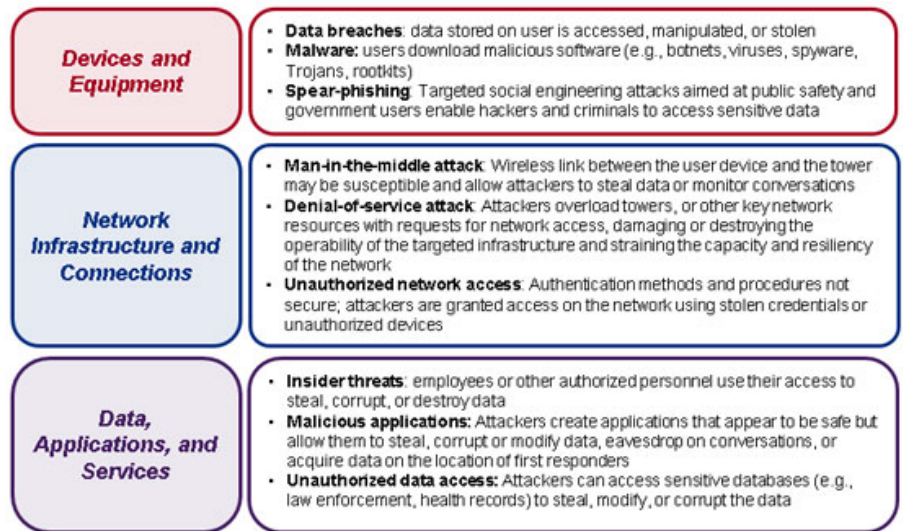 Devices and
Equipment
• Data breaches: data stored on user is accessed, manipulated, or stolen
• Malware: users download malicious software (e.g., botnets, viruses, spyware,
Trojans, rootkits)
• Spear-phishing: Targeted social engineering attacks aimed at public safety and
government users enable hackers and criminals to access sensitive data
Network
Infrastructure and
Connections
• Man-in-the-middle attack: Wireless link between the user device and the tower
may be susceptible and allow attackers to steal data or monitor conversations
• Denial-of-service attack: Attackers overload towers, or other key network
resources with requests for network access, damaging or destroying the
operability of the targeted infrastructure and straining the capacity and resiliency
of the network
• Unauthorized network access: Authentication methods and procedures not
secure; attackers are granted access on the network using stolen credentials or
unauthorized devices
Data,
Applications, and
Services
• Insider threats: employees or other authorized personnel use their access to
steal, corrupt, or destroy data
• Malicious applications: Attackers create applications that appear to be safe but
allow them to steal, corrupt or modify data, eavesdrop on conversations, or
acquire data on the location of first responders
• Unauthorized data access: Attackers can access sensitive databases (e.g.,
law enforcement, health records) to steal, modify, or corrupt the data